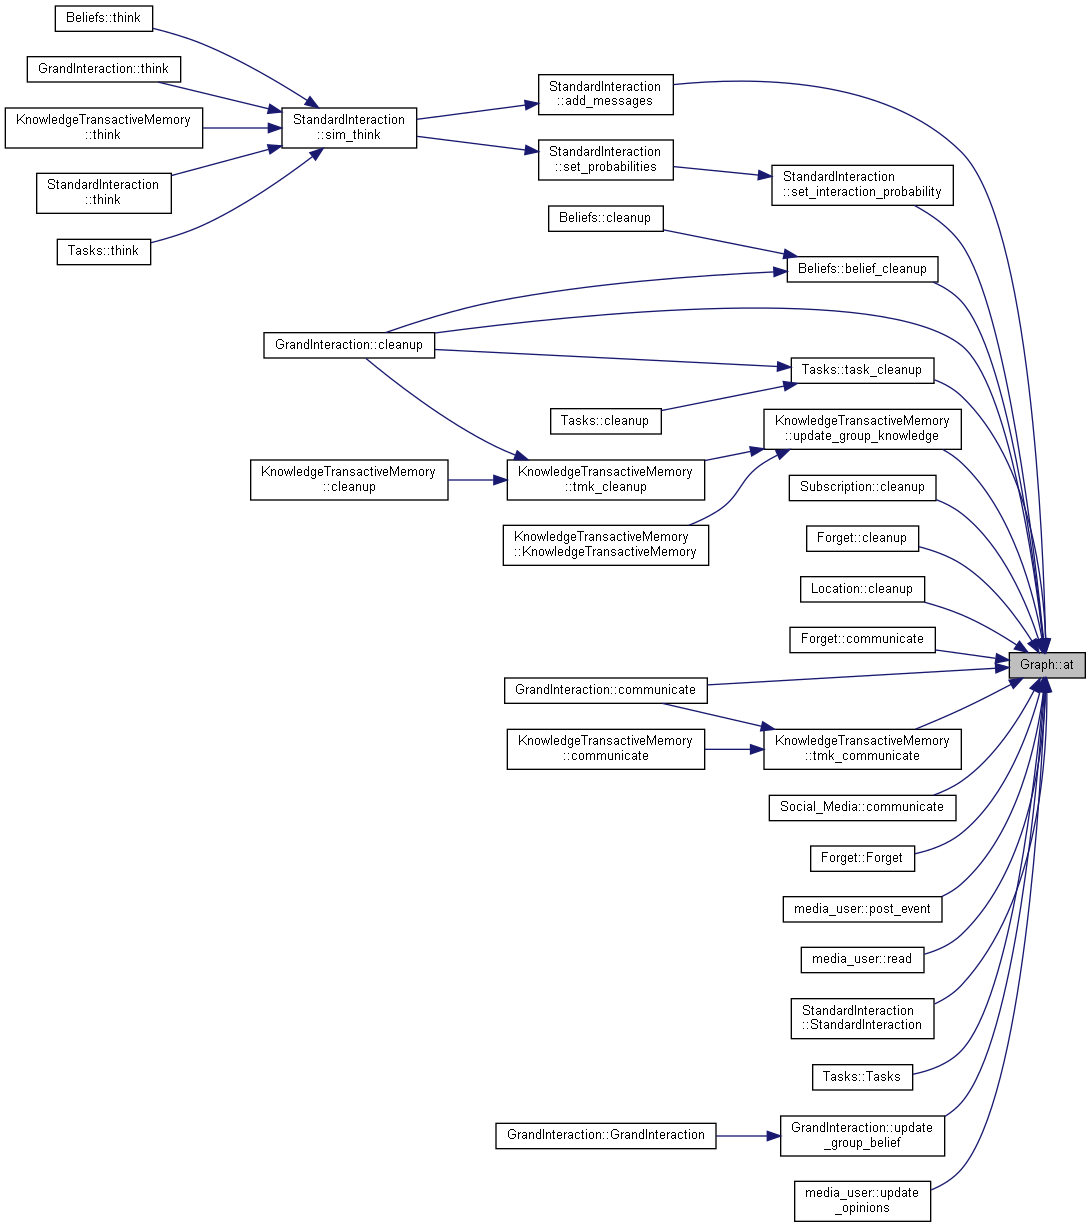 Beliefs::think
GrandInteraction::think
KnowledgeTransactiveMemory
::think
StandardInteraction
::think
Tasks::think
StandardInteraction
::sim_think
StandardInteraction
::add_messages
StandardInteraction
::set_probabilities
StandardInteraction
::set_interaction_probability
Beliefs::cleanup
Beliefs::belief_cleanup
GrandInteraction::cleanup
Tasks::task_cleanup
Tasks::cleanup
KnowledgeTransactiveMemory
::update_group_knowledge
KnowledgeTransactiveMemory
::cleanup
KnowledgeTransactiveMemory
::tmk_cleanup
KnowledgeTransactiveMemory
::KnowledgeTransactiveMemory
Subscription::cleanup
Forget::cleanup
Location::cleanup
Forget::communicate
Graph::at
GrandInteraction::communicate
KnowledgeTransactiveMemory
::communicate
KnowledgeTransactiveMemory
::tmk_communicate
Social_Media::communicate
Forget::Forget
media_user::post_event
media_user::read
StandardInteraction
::StandardInteraction
Tasks::Tasks
GrandInteraction::GrandInteraction
GrandInteraction::update
_group_belief
media_user::update
_opinions